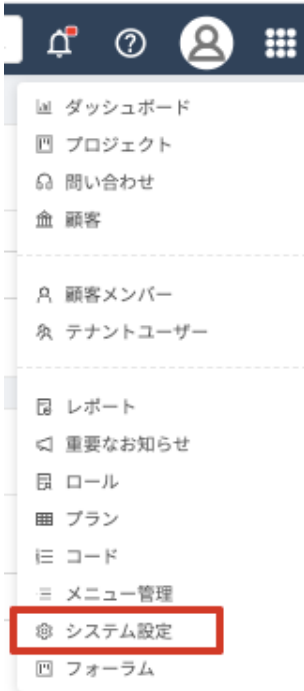 ダッシュボード
プロジェクト
問い合わせ
顧客
顧客メンバー
テナントユーザー
レポート
重要なお知らせ
ロール
プラン
コード
メニュー管理
システム設定
フォーラム